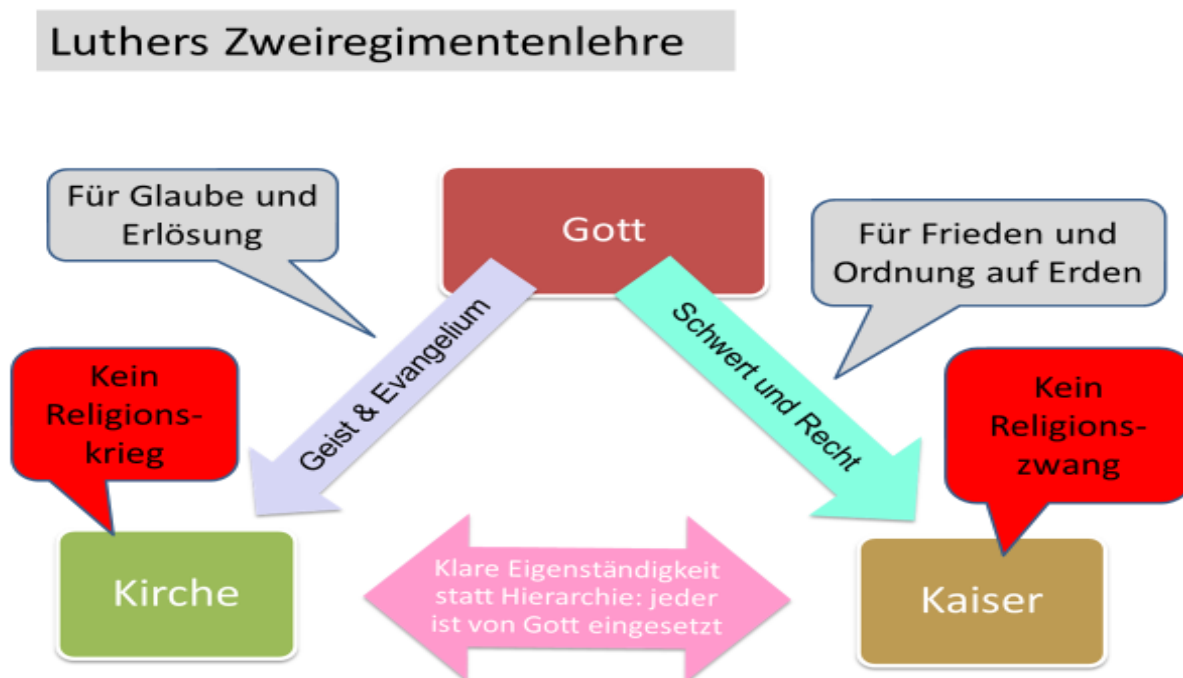 Luthers Zweiregimentenlehre
Für Glaube und
Erlösung
Gott
Für Frieden und
Ordnung auf Erden
Geist & Evangelium
Schwert und Recht
Kein
Religions-
krieg
Kein
Religions-
zwang
Kirche
Klare Eigenständigkeit
statt Hierarchie: jeder
ist von Gott eingesetzt
Kaiser